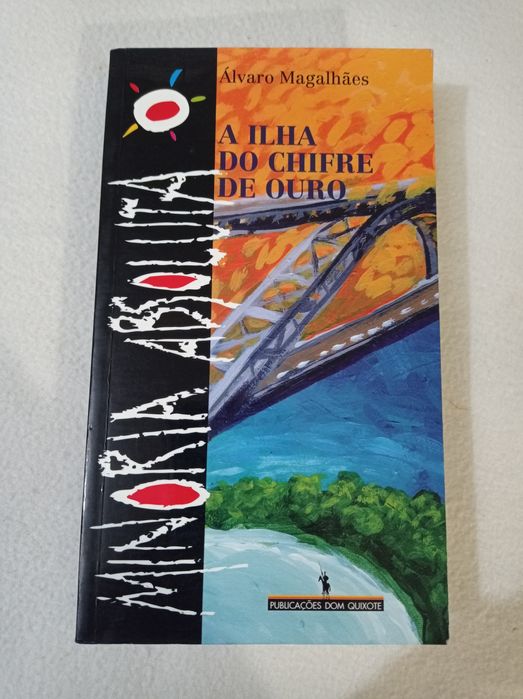 Álvaro Magalhães
A ILHA
DO CHIFRE
DE OURO
MINORIA ABSOLUTA
PUBLICAÇÕES DOM QUIXOTE